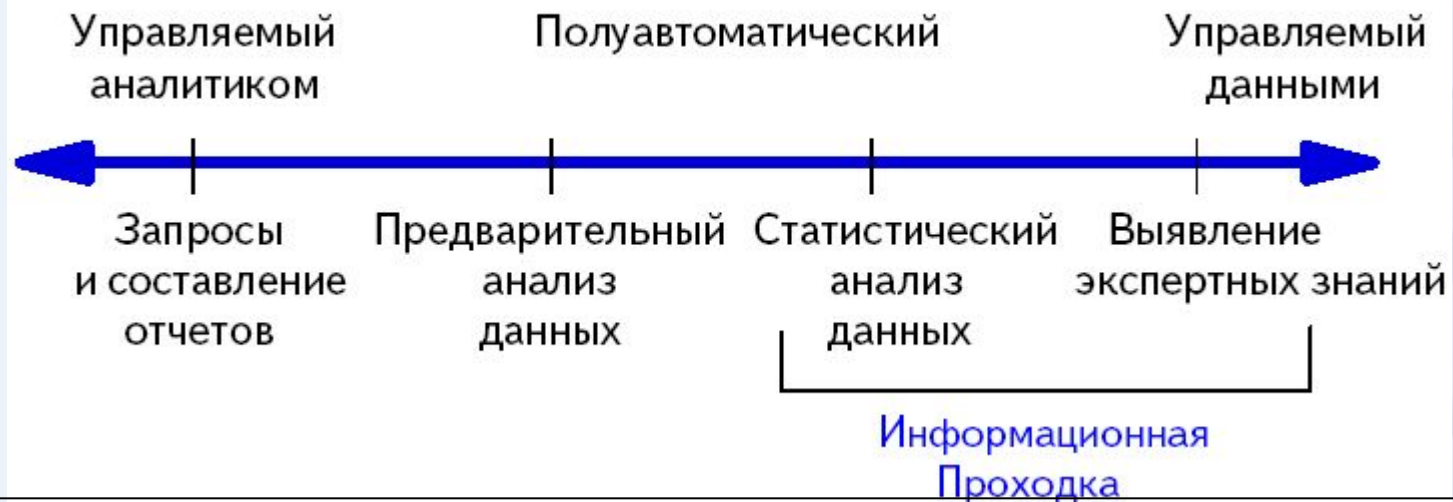 Управляемый
аналитиком
Полуавтоматический
Управляемый
данными
Запросы
и составление
отчетов
Предварительный
анализ
данных
Статистический
анализ
данных
Выявление
экспертных знаний
Информационная
Проходка